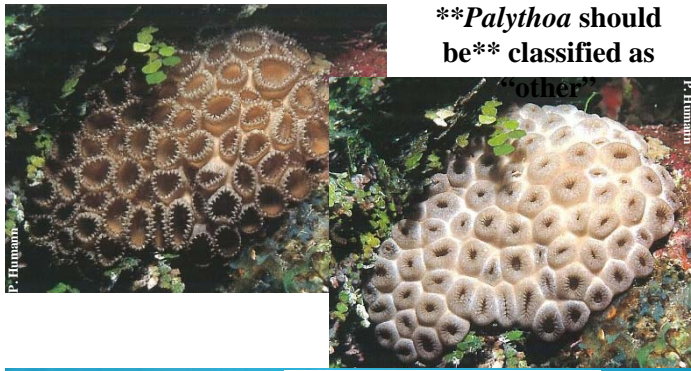 **Palythoa should
be** classified as
“other”
P. Humann
P. Humann